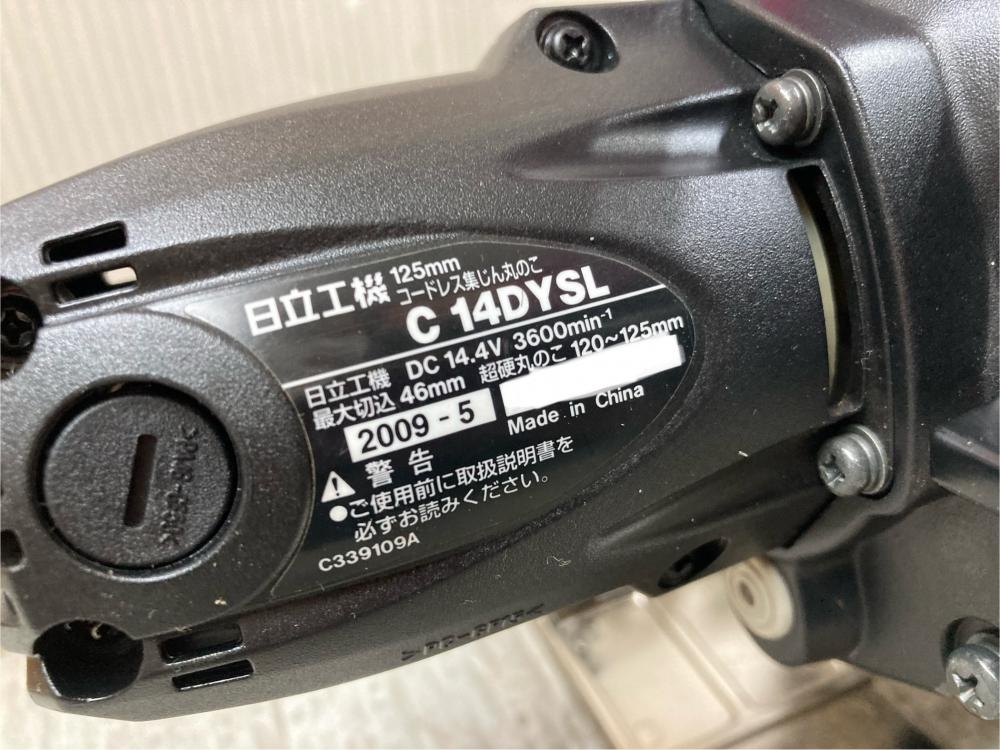 日立工機 125mm
コードレス集じん丸のこ
C 14DYSL
日立工機 DC 14.4V 3600min⁻¹
最大切込 46mm 超硬丸のこ 120～125mm
2009 - 5
Made in China
警告
●ご使用前に取扱説明書を
必ずお読みください。
C339109A